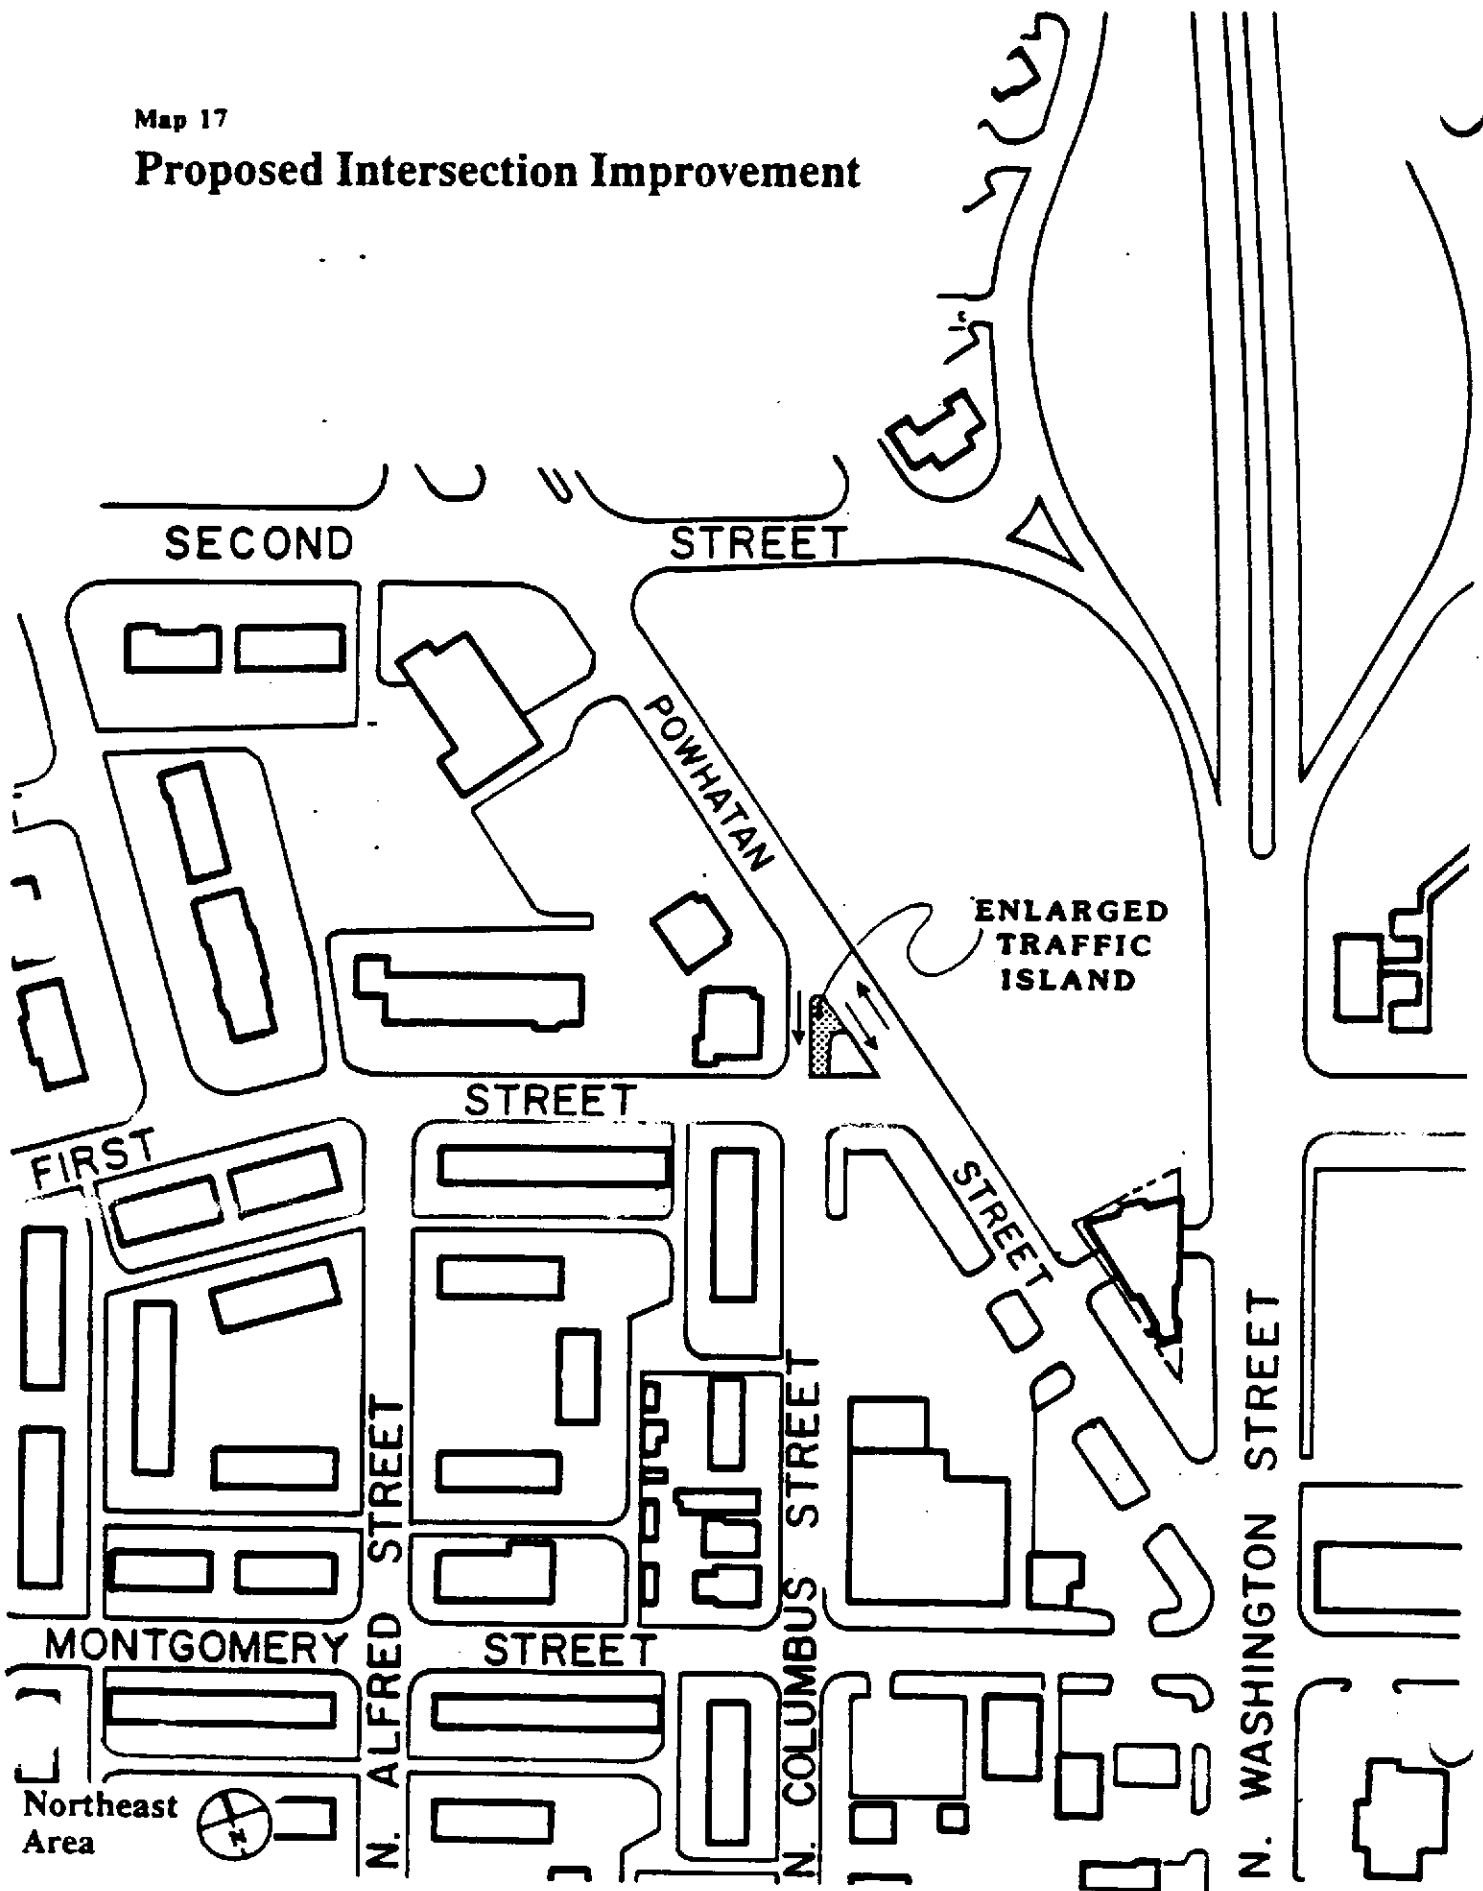 Map 17
Proposed Intersection Improvement
SECOND STREET
POWHATAN STREET
ENLARGED
TRAFFIC
ISLAND
FIRST STREET
MONTGOMERY STREET
N. ALFRED STREET
N. COLUMBUS STREET
N. WASHINGTON STREET
Northeast
Area
N